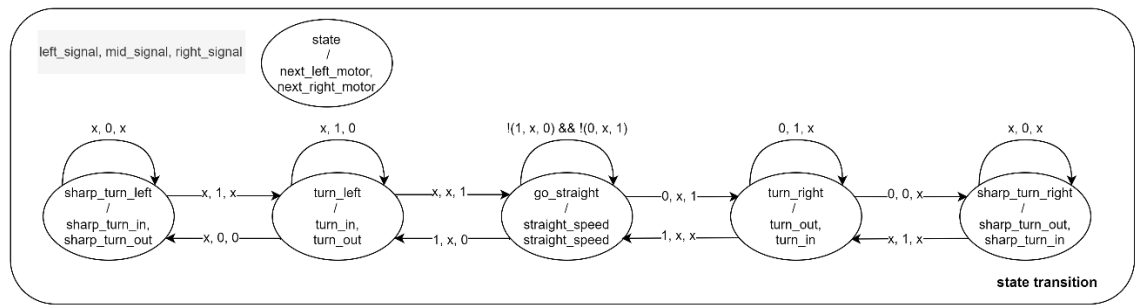 left_signal, mid_signal, right_signal
state
/
next_left_motor,
next_right_motor
x, 0, x
x, 1, 0
!(1, x, 0) && !(0, x, 1)
0, 1, x
x, 0, x
sharp_turn_left
/
sharp_turn_in,
sharp_turn_out
x, 1, x
x, 0, 0
turn_left
/
turn_in,
turn_out
x, x, 1
1, x, 0
go_straight
/
straight_speed
straight_speed
0, x, 1
1, x, x
turn_right
/
turn_out,
turn_in
0, 0, x
x, 1, x
sharp_turn_right
/
sharp_turn_out,
sharp_turn_in
state transition